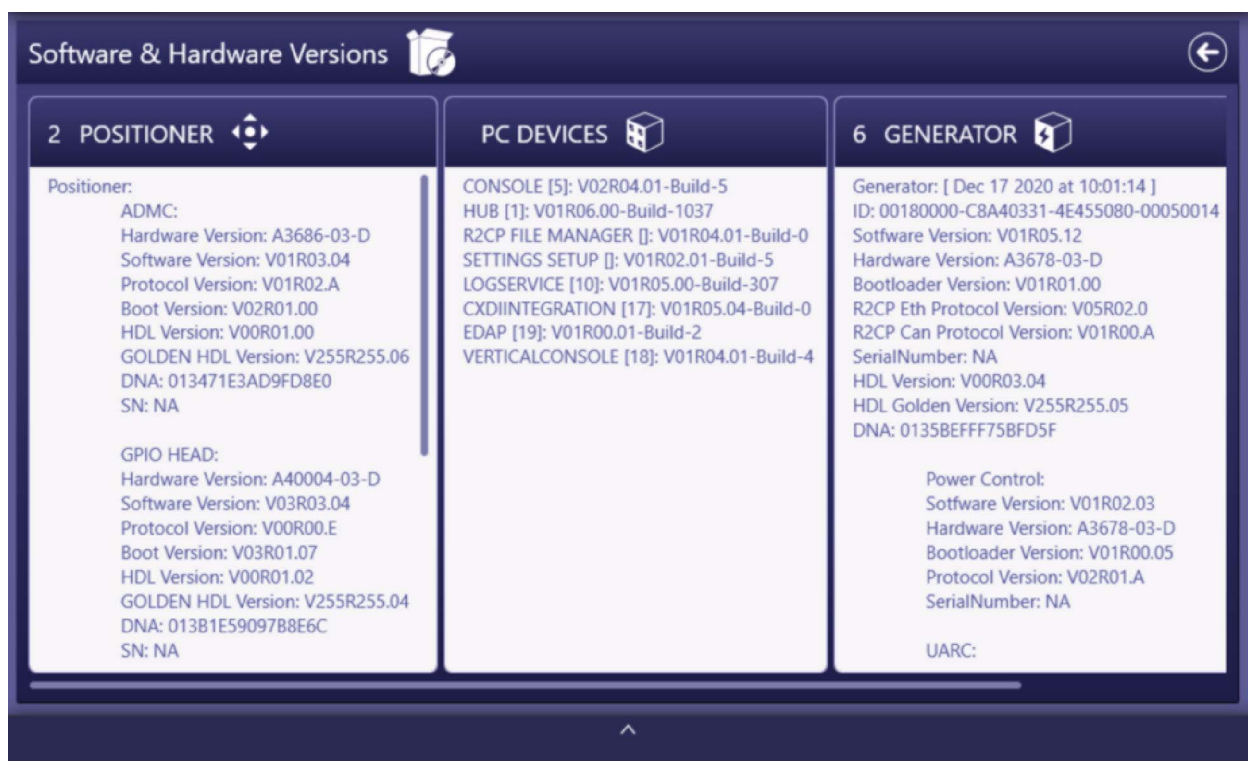 Software & Hardware Versions
2 POSITIONER
Positioner:
ADMC:
Hardware Version: A3686-03-D
Software Version: V01R03.04
Protocol Version: V01R02.A
Boot Version: V02R01.00
HDL Version: V00R01.00
GOLDEN HDL Version: V255R255.06
DNA: 013471E3AD9FD8E0
SN: NA
GPIO HEAD:
Hardware Version: A40004-03-D
Software Version: V03R03.04
Protocol Version: V00R00.E
Boot Version: V03R01.07
HDL Version: V00R01.02
GOLDEN HDL Version: V255R255.04
DNA: 013B1E59097B8E6C
SN: NA
PC DEVICES
CONSOLE [5]: V02R04.01-Build-5
HUB [1]: V01R06.00-Build-1037
R2CP FILE MANAGER []: V01R04.01-Build-0
SETTINGS SETUP []: V01R02.01-Build-5
LOGSERVICE [10]: V01R05.00-Build-307
CXDIINTEGRATION [17]: V01R05.04-Build-0
EDAP [19]: V01R00.01-Build-2
VERTICALCONSOLE [18]: V01R04.01-Build-4
6 GENERATOR
Generator: [ Dec 17 2020 at 10:01:14 ]
ID: 00180000-C8A40331-4E455080-00050014
Sotfware Version: V01R05.12
Hardware Version: A3678-03-D
Bootloader Version: V01R01.00
R2CP Eth Protocol Version: V05R02.0
R2CP Can Protocol Version: V01R00.A
SerialNumber: NA
HDL Version: V00R03.04
HDL Golden Version: V255R255.05
DNA: 0135BEFFF75BFD5F
Power Control:
Sotfware Version: V01R02.03
Hardware Version: A3678-03-D
Bootloader Version: V01R00.05
Protocol Version: V02R01.A
SerialNumber: NA
UARC: